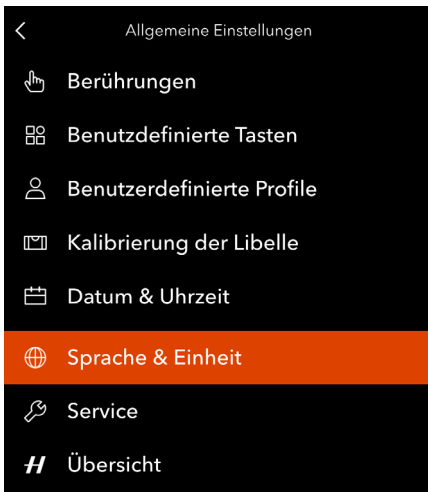 Allgemeine Einstellungen
Berührungen
Benutzdefinierte Tasten
Benutzerdefinierte Profile
Kalibrierung der Libelle
Datum & Uhrzeit
Sprache & Einheit
Service
Übersicht